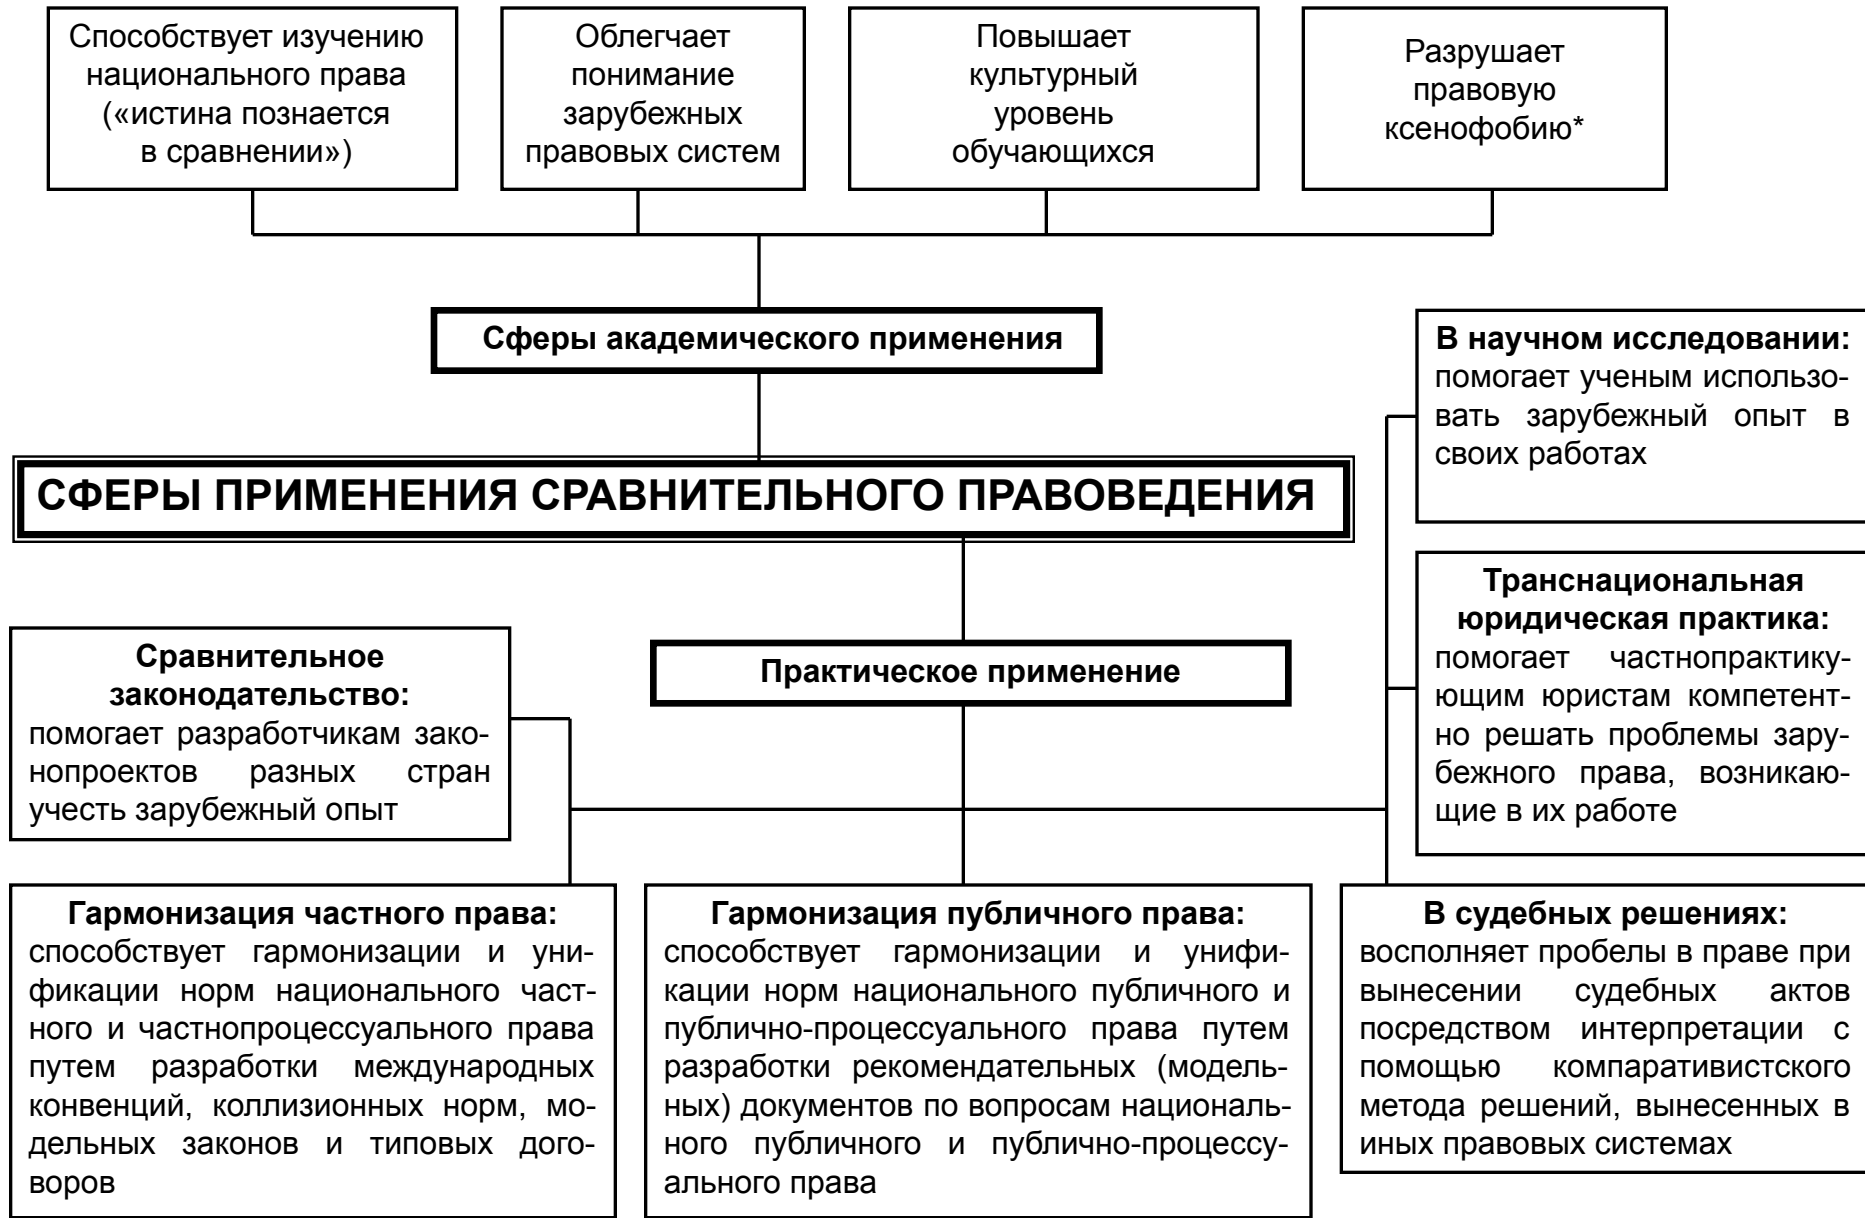 Способствует изучению
национального права
(«истина познается
в сравнении»)
Облегчает
понимание
зарубежных
правовых систем
Повышает
культурный
уровень
обучающихся
Разрушает
правовую
ксенофобию*
Сферы академического применения
В научном исследовании:
помогает ученым использо-
вать зарубежный опыт в
своих работах
СФЕРЫ ПРИМЕНЕНИЯ СРАВНИТЕЛЬНОГО ПРАВОВЕДЕНИЯ
Транснациональная
юридическая практика:
помогает частнопрактику-
ющим юристам компетент-
но решать проблемы зару-
бежного права, возникаю-
щие в их работе
Сравнительное
законодательство:
помогает разработчикам зако-
нопроектов разных стран
учесть зарубежный опыт
Практическое применение
Гармонизация частного права:
способствует гармонизации и уни-
фикации норм национального част-
ного и частнопроцессуального права
путем разработки международных
конвенций, коллизионных норм, мо-
дельных законов и типовых дого-
воров
Гармонизация публичного права:
способствует гармонизации и унифи-
кации норм национального публичного и
публично-процессуального права путем
разработки рекомендательных (модель-
ных) документов по вопросам националь-
ного публичного и публично-процессу-
ального права
В судебных решениях:
восполняет пробелы в праве при
вынесении судебных актов
посредством интерпретации с
помощью компаративистского
метода решений, вынесенных в
иных правовых системах